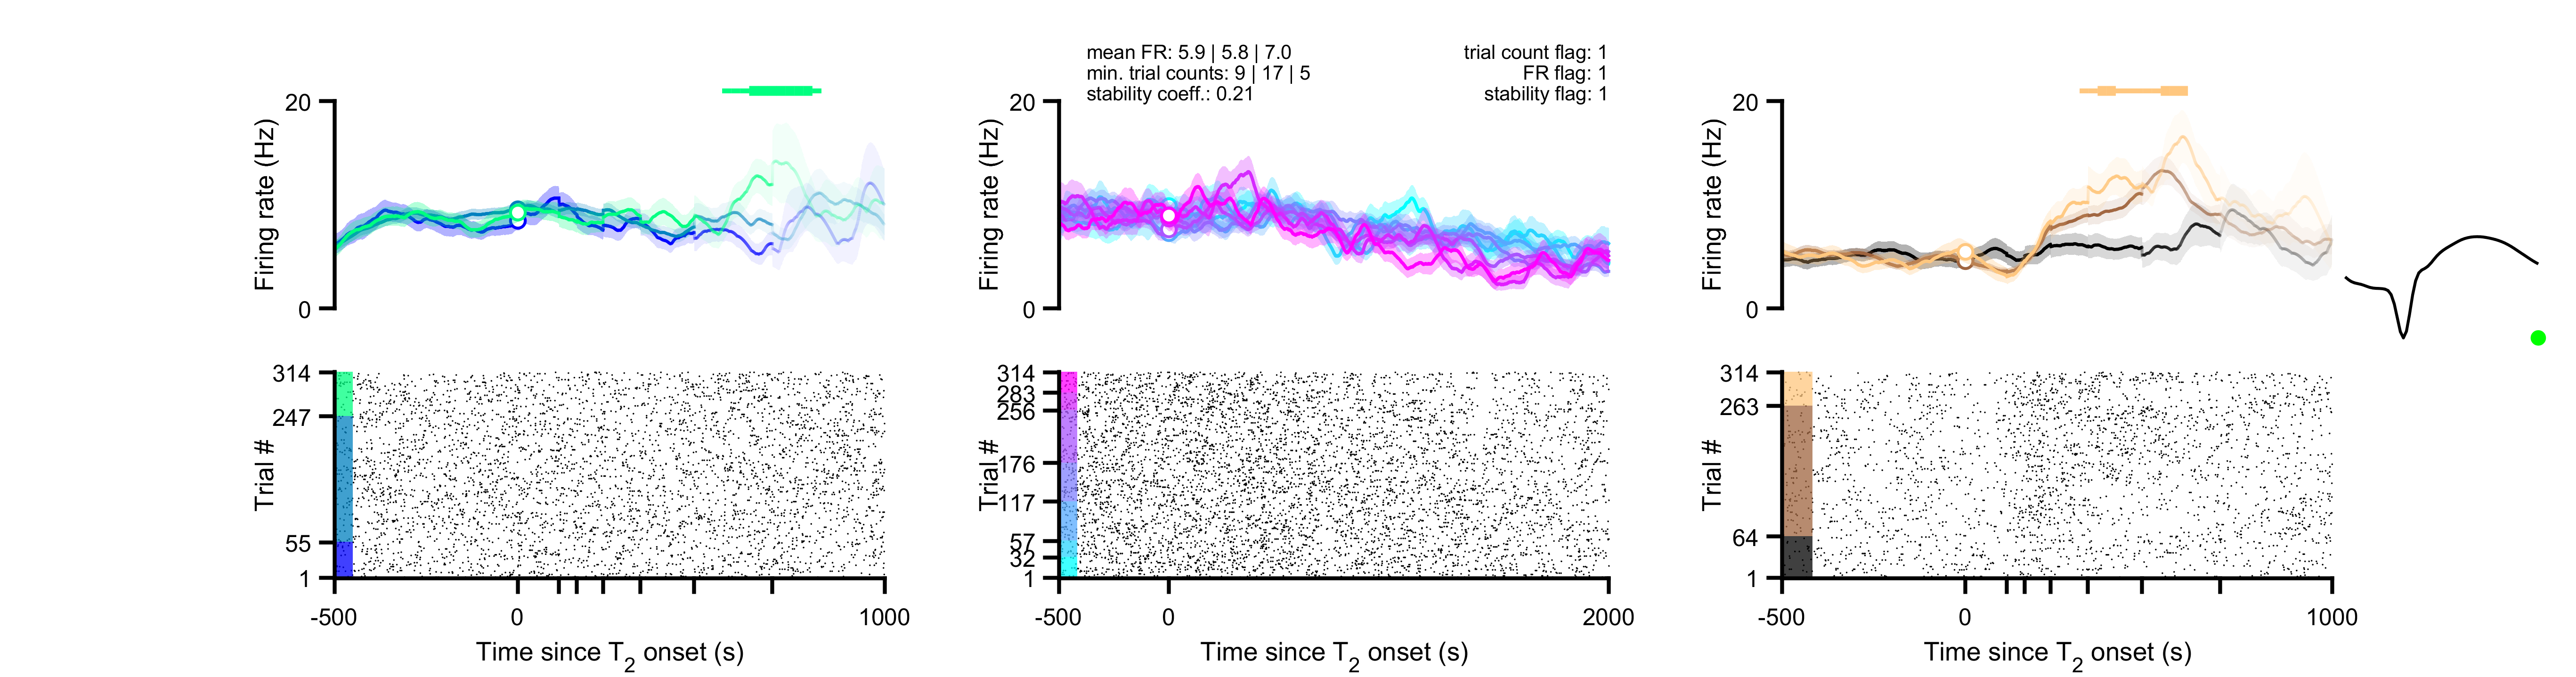 mean FR: 5.9 | 5.8 | 7.0
min. trial counts: 9 | 17 | 5
stability coeff.: 0.21
trial count flag: 1
FR flag: 1
stability flag: 1
20
Firing rate (Hz)
0
314
247
Trial #
55
1
-500
0
1000
Time since T2 onset (s)
20
Firing rate (Hz)
0
314
283
256
Trial #
176
117
57
32
1
-500
0
2000
Time since T2 onset (s)
20
Firing rate (Hz)
0
314
263
Trial #
64
1
-500
0
1000
Time since T2 onset (s)